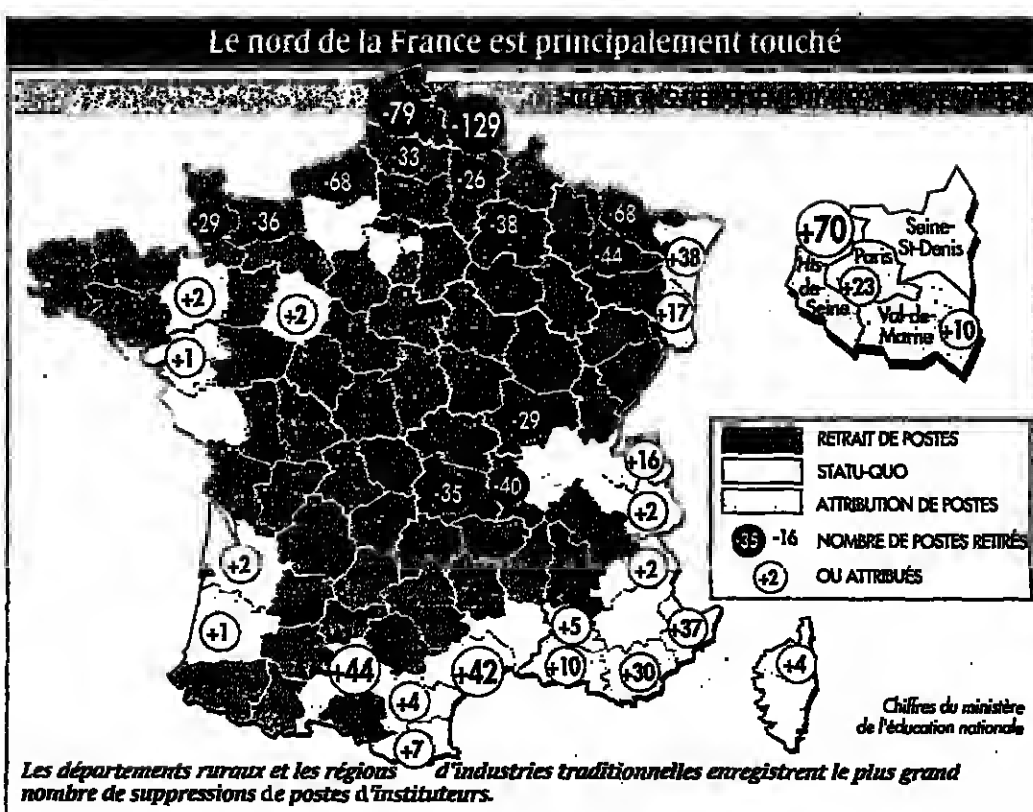 Le nord de la France est principalement touché
-79
-129
-33
-68
-26
-29
-36
-38
-68
-44
+38
+17
+2
+2
+1
-29
-35
-40
+16
+2
+2
+2
+1
+5
+37
+44
+42
+10
+30
+4
+7
+4
+70
Seine-
St-Denis
Paris
+23
Hts-
de-
Seine
Val-de-
Marne
+10
RETRAIT DE POSTES
STATU-QUO
ATTRIBUTION DE POSTES
-35 -16 NOMBRE DE POSTES RETIRÉS
+2 OU ATTRIBUÉS
Chiffres du ministère
de l'éducation nationale
Les départements ruraux et les régions d'industries traditionnelles enregistrent le plus grand
nombre de suppressions de postes d'instituteurs.